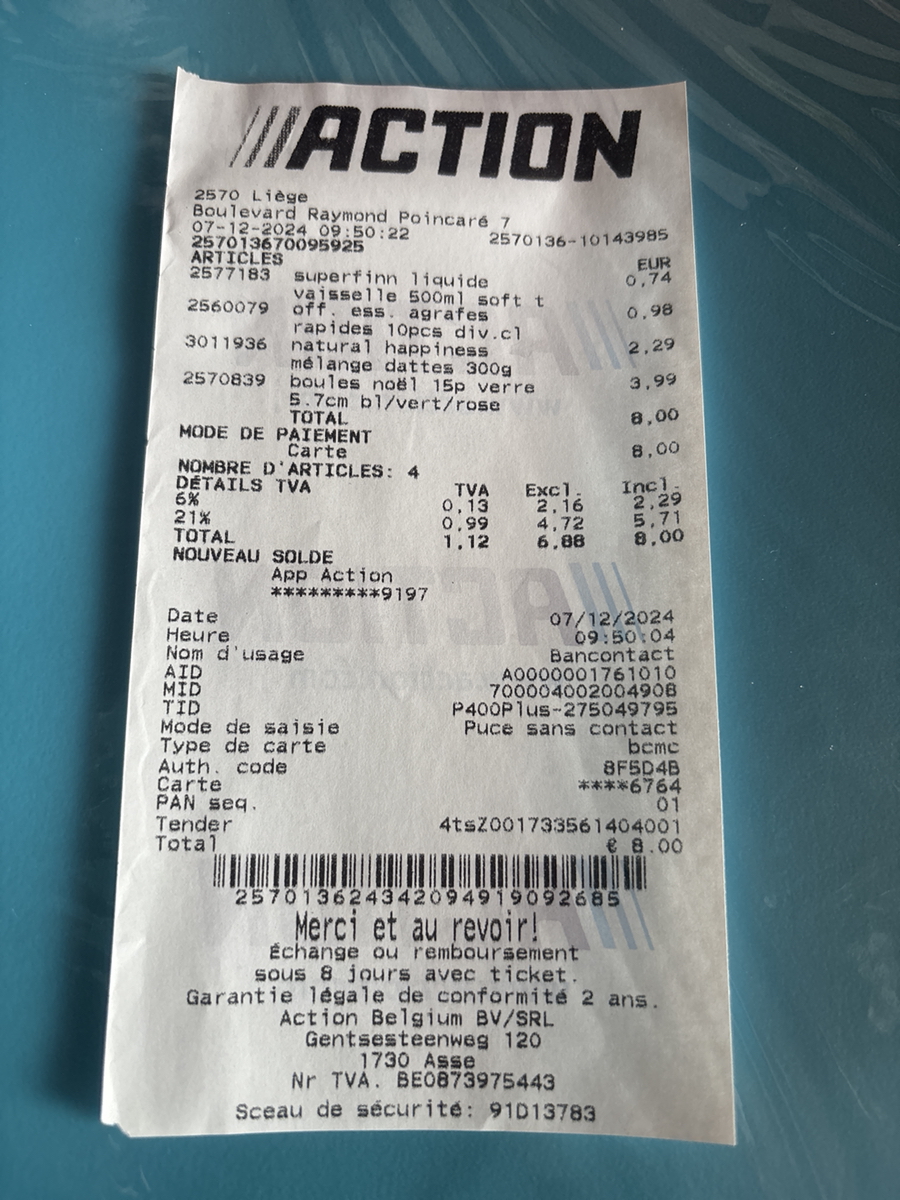 ///ACTION
2570 Liège
Boulevard Raymond Poincaré 7
07-12-2024 09:50:22 2570136-10143985
257013670095925
ARTICLES EUR
2577183 superfinn liquide 0,74
vaisselle 500ml soft t
2560079 off. ess. agrafes 0,98
rapides 10pcs div.cl
3011936 natural happiness 2,29
mélange dattes 300g
2570839 boules noël 15p verre 3,99
5.7cm bl/vert/rose
TOTAL 8,00
MODE DE PAIEMENT
Carte 8,00
NOMBRE D'ARTICLES: 4
DÉTAILS TVA TVA Excl. Incl.
6% 0,13 2,16 2,29
21% 0,99 4,72 5,71
TOTAL 1,12 6,88 8,00
NOUVEAU SOLDE
App Action
*********9197
Date 07/12/2024
Heure 09:50:04
Nom d'usage Bancontact
AID A0000001761010
MID 700004002004908
TID P400Plus-275049795
Mode de saisie Puce sans contact
Type de carte bcmc
Auth. code 8F5D4B
Carte ****6764
PAN seq. 01
Tender 4tsZ001733561404001
Total € 8.00
257013624342094919092685
Merci et au revoir!
Échange ou remboursement
sous 8 jours avec ticket.
Garantie légale de conformité 2 ans.
Action Belgium BV/SRL
Gentsesteenweg 120
1730 Asse
Nr TVA. BE0873975443
Sceau de sécurité: 91D13783